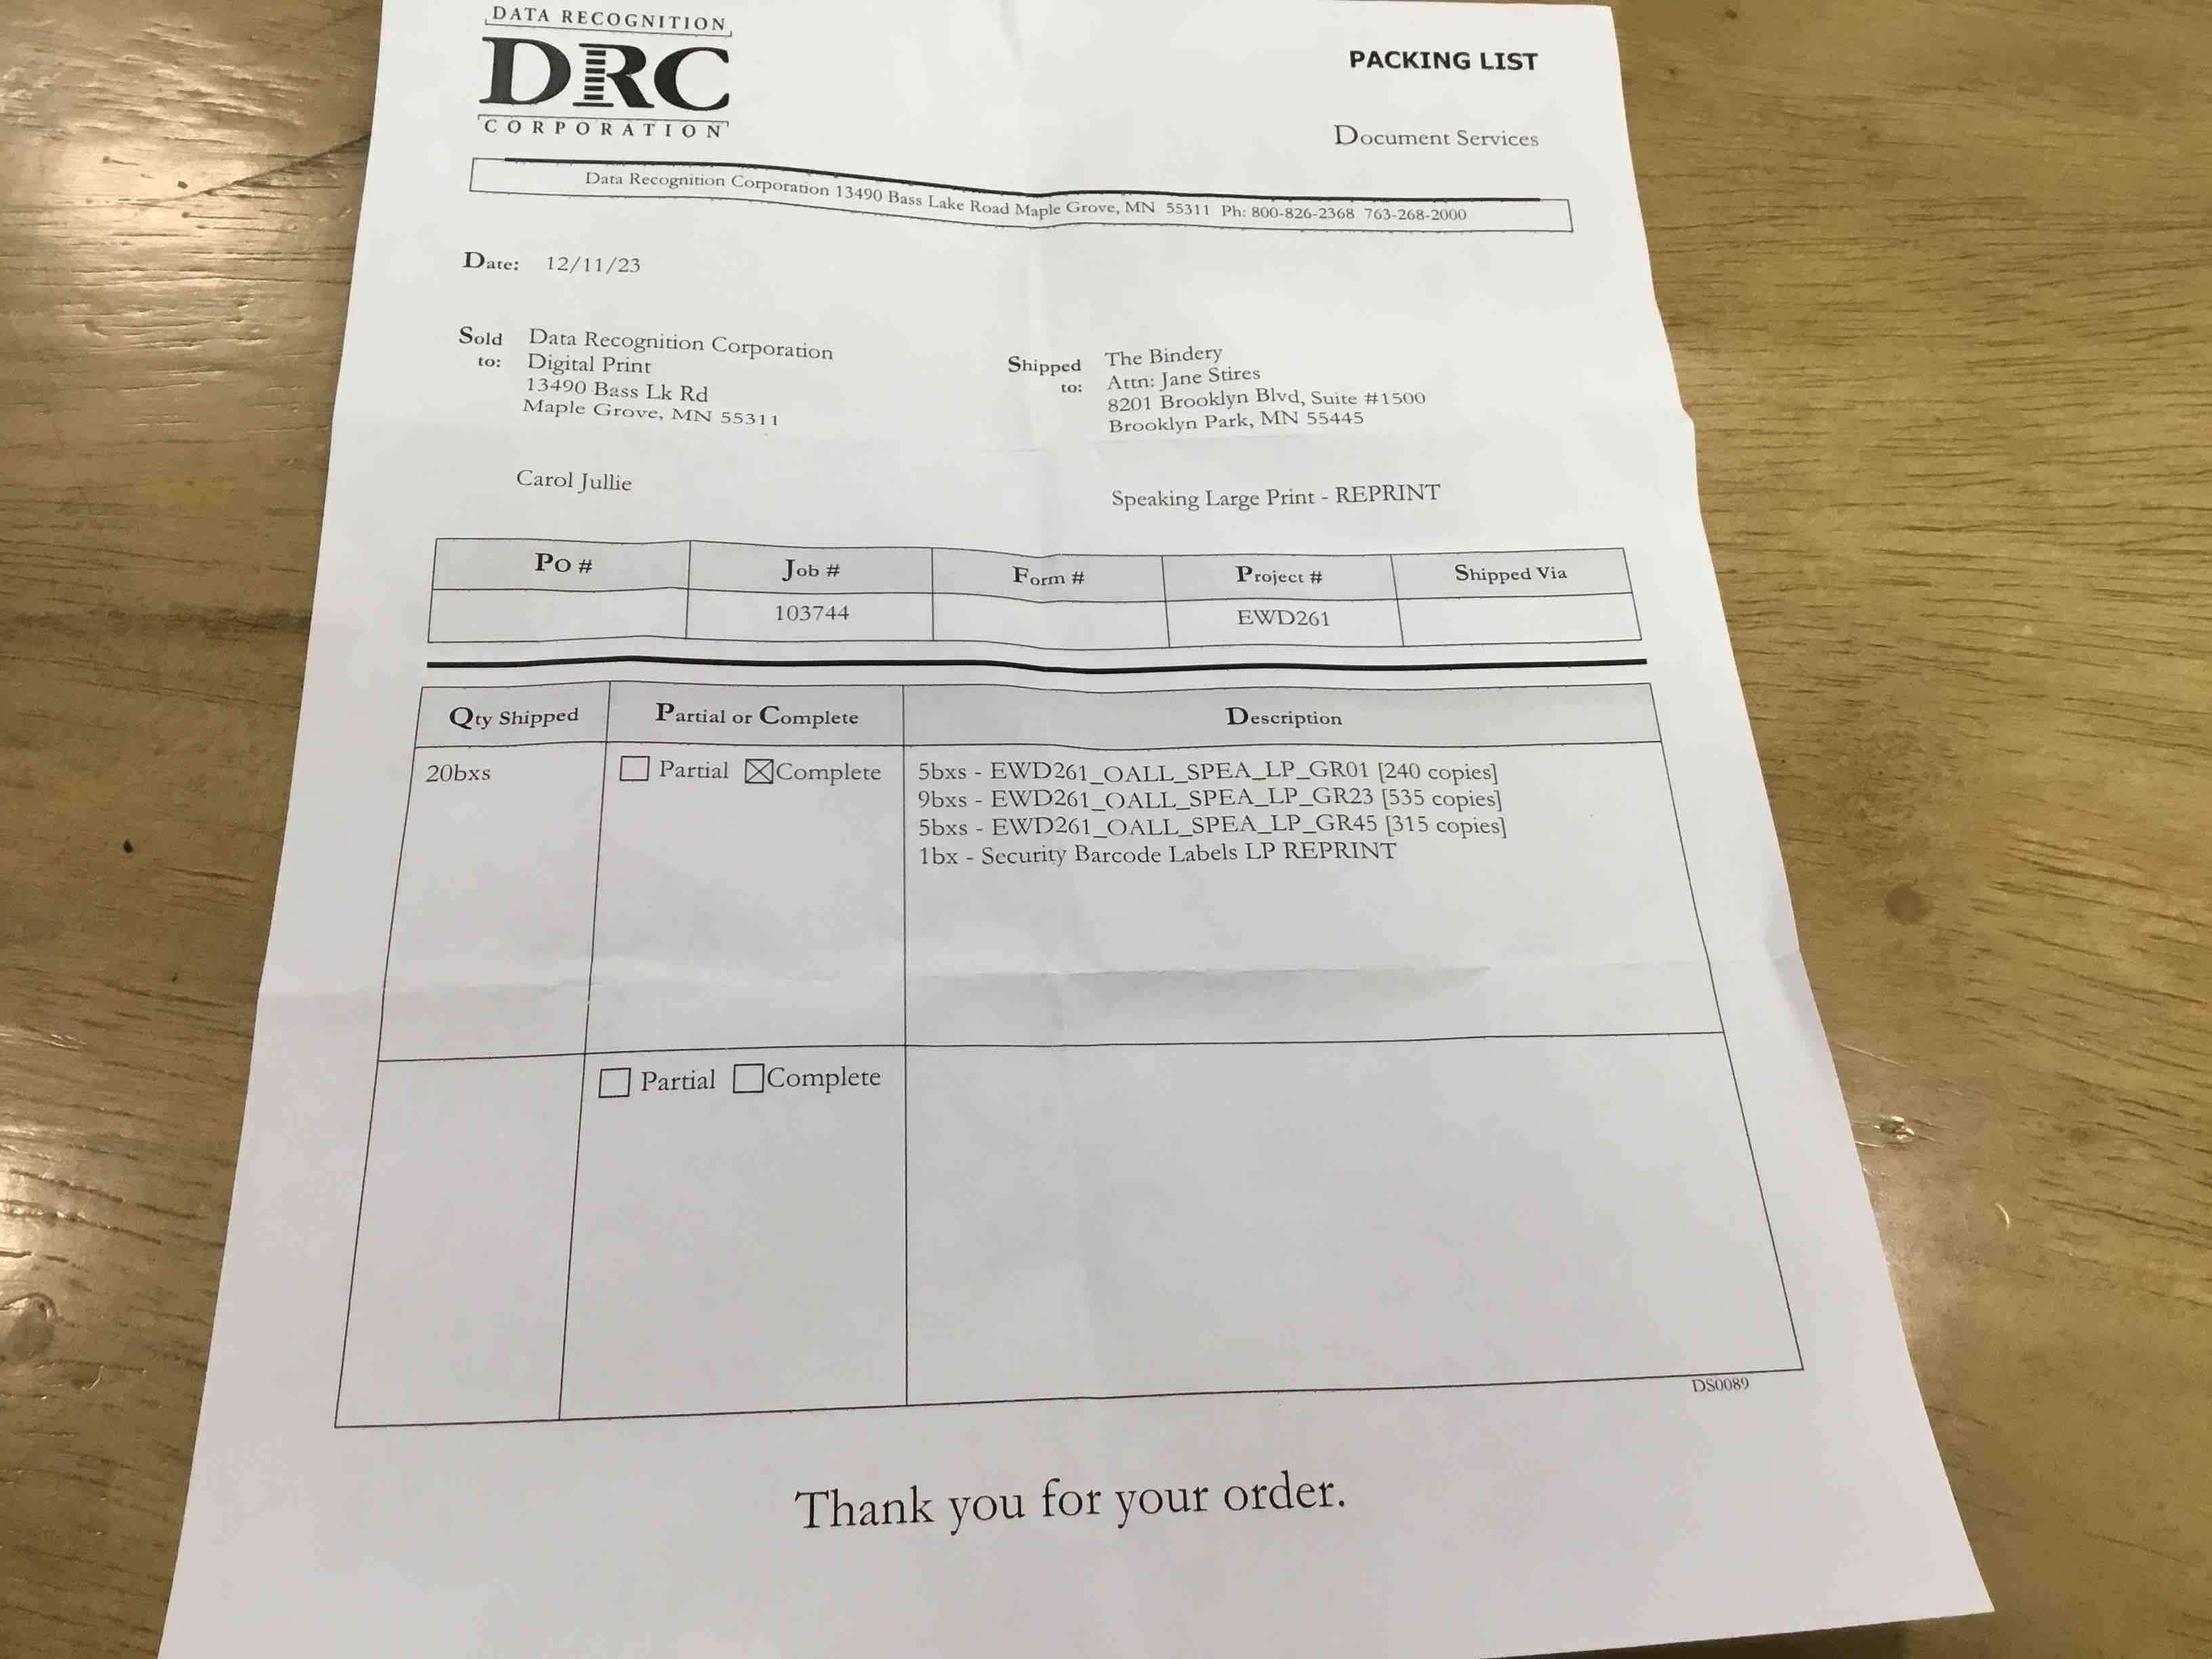 DATA RECOGNITION
DRC
CORPORATION
PACKING LIST
Document Services
Data Recognition Corporation 13490 Bass Lake Road Maple Grove, MN 55311 Ph: 800-826-2368 763-268-2000
Date: 12/11/23
Sold to: Data Recognition Corporation
Digital Print
13490 Bass Lk Rd
Maple Grove, MN 55311
Shipped to: The Bindery
Attn: Jane Stires
8201 Brooklyn Blvd, Suite #1500
Brooklyn Park, MN 55445
Carol Jullie
Speaking Large Print - REPRINT
Po # Job # Form # Project # Shipped Via
103744 EWD261
Qty Shipped Partial or Complete Description
20bxs Partial Complete 5bxs - EWD261_OALL_SPEA_LP_GR01 [240 copies]
9bxs - EWD261_OALL_SPEA_LP_GR23 [535 copies]
5bxs - EWD261_OALL_SPEA_LP_GR45 [315 copies]
1bx - Security Barcode Labels LP REPRINT
Partial Complete
DS0089
Thank you for your order.